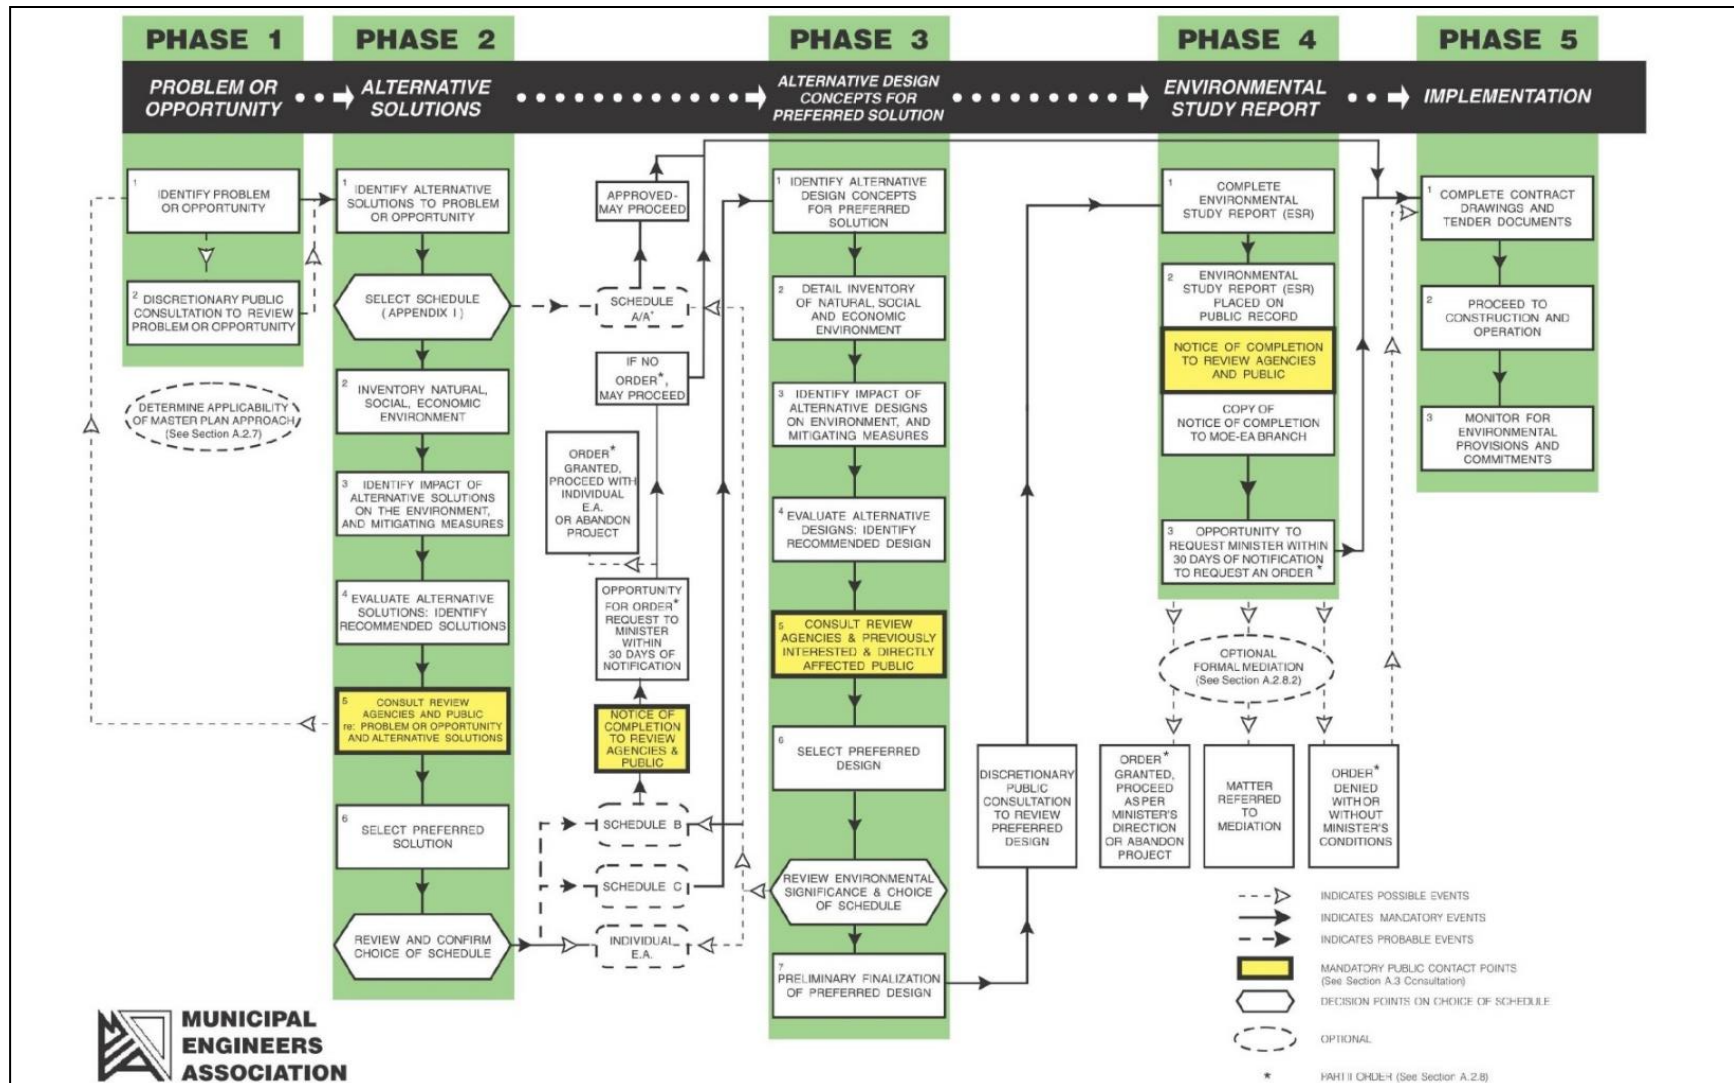 PHASE 1
PHASE 2
PHASE 3
PHASE 4
PHASE 5
PROBLEM OR
OPPORTUNITY
ALTERNATIVE
SOLUTIONS
ALTERNATIVE DESIGN
CONCEPTS FOR
PREFERRED SOLUTION
ENVIRONMENTAL
STUDY REPORT
IMPLEMENTATION
1
IDENTIFY PROBLEM
OR OPPORTUNITY
2
DISCRETIONARY PUBLIC
CONSULTATION TO REVIEW
PROBLEM OR OPPORTUNITY
DETERMINE APPLICABILITY
OF MASTER PLAN APPROACH
(See Section A.2.7)
1
IDENTIFY ALTERNATIVE
SOLUTIONS TO PROBLEM
OR OPPORTUNITY
SELECT SCHEDULE
(APPENDIX I)
2
INVENTORY NATURAL,
SOCIAL, ECONOMIC
ENVIRONMENT
3
IDENTIFY IMPACT OF
ALTERNATIVE SOLUTIONS
ON THE ENVIRONMENT,
AND MITIGATING MEASURES
4
EVALUATE ALTERNATIVE
SOLUTIONS: IDENTIFY
RECOMMENDED SOLUTIONS
5
CONSULT REVIEW
AGENCIES AND PUBLIC
re: PROBLEM OR OPPORTUNITY
AND ALTERNATIVE SOLUTIONS
6
SELECT PREFERRED
SOLUTION
REVIEW AND CONFIRM
CHOICE OF SCHEDULE
APPROVED-
MAY PROCEED
SCHEDULE
A/A+
IF NO
ORDER*,
MAY PROCEED
ORDER*
GRANTED,
PROCEED WITH
INDIVIDUAL
E.A.
OR ABANDON
PROJECT
OPPORTUNITY
FOR ORDER*
REQUEST TO
MINISTER
WITHIN
30 DAYS OF
NOTIFICATION
NOTICE OF
COMPLETION
TO REVIEW
AGENCIES &
PUBLIC
SCHEDULE B
SCHEDULE C
INDIVIDUAL
E.A.
1
IDENTIFY ALTERNATIVE
DESIGN CONCEPTS
FOR PREFERRED
SOLUTION
2
DETAIL INVENTORY
OF NATURAL, SOCIAL
AND ECONOMIC
ENVIRONMENT
3
IDENTIFY IMPACT OF
ALTERNATIVE DESIGNS
ON ENVIRONMENT, AND
MITIGATING MEASURES
4
EVALUATE ALTERNATIVE
DESIGNS: IDENTIFY
RECOMMENDED DESIGN
5
CONSULT REVIEW
AGENCIES & PREVIOUSLY
INTERESTED & DIRECTLY
AFFECTED PUBLIC
6
SELECT PREFERRED
DESIGN
REVIEW ENVIRONMENTAL
SIGNIFICANCE & CHOICE
OF SCHEDULE
7
PRELIMINARY FINALIZATION
OF PREFERRED DESIGN
DISCRETIONARY
PUBLIC
CONSULTATION
TO REVIEW
PREFERRED
DESIGN
1
COMPLETE
ENVIRONMENTAL
STUDY REPORT (ESR)
2
ENVIRONMENTAL
STUDY REPORT (ESR)
PLACED ON
PUBLIC RECORD
NOTICE OF COMPLETION
TO REVIEW AGENCIES
AND PUBLIC
COPY OF
NOTICE OF COMPLETION
TO MOE-EA BRANCH
3
OPPORTUNITY TO
REQUEST MINISTER WITHIN
30 DAYS OF NOTIFICATION
TO REQUEST AN ORDER*
OPTIONAL
FORMAL MEDIATION
(See Section A.2.8.2)
ORDER*
GRANTED,
PROCEED
AS PER
MINISTER'S
DIRECTION
OR ABANDON
PROJECT
MATTER
REFERRED
TO
MEDIATION
ORDER*
DENIED
WITH OR
WITHOUT
MINISTER'S
CONDITIONS
1
COMPLETE CONTRACT
DRAWINGS AND
TENDER DOCUMENTS
2
PROCEED TO
CONSTRUCTION AND
OPERATION
3
MONITOR FOR
ENVIRONMENTAL
PROVISIONS AND
COMMITMENTS
INDICATES POSSIBLE EVENTS
INDICATES MANDATORY EVENTS
INDICATES PROBABLE EVENTS
MANDATORY PUBLIC CONTACT POINTS
(See Section A.3 Consultation)
DECISION POINTS ON CHOICE OF SCHEDULE
OPTIONAL
* PART II ORDER (See Section A.2.8)
MUNICIPAL
ENGINEERS
ASSOCIATION